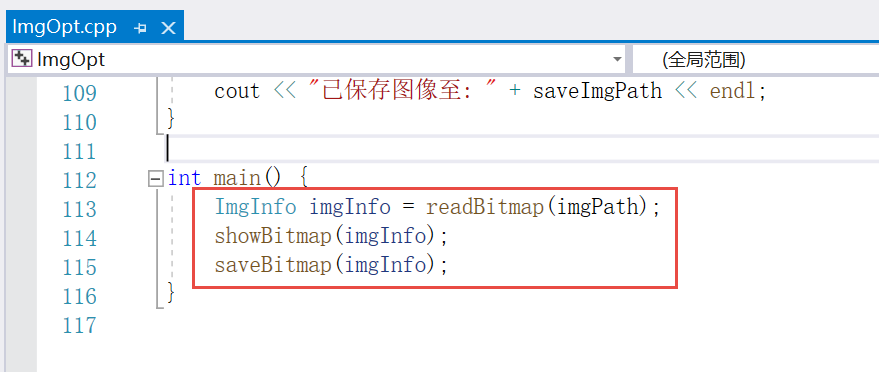 ImgOpt.cpp
ImgOpt (全局范围)
109 cout << "已保存图像至: " + saveImgPath << endl;
110 }
111
112 int main() {
113 ImgInfo imgInfo = readBitmap(imgPath);
114 showBitmap(imgInfo);
115 saveBitmap(imgInfo);
116 }
117